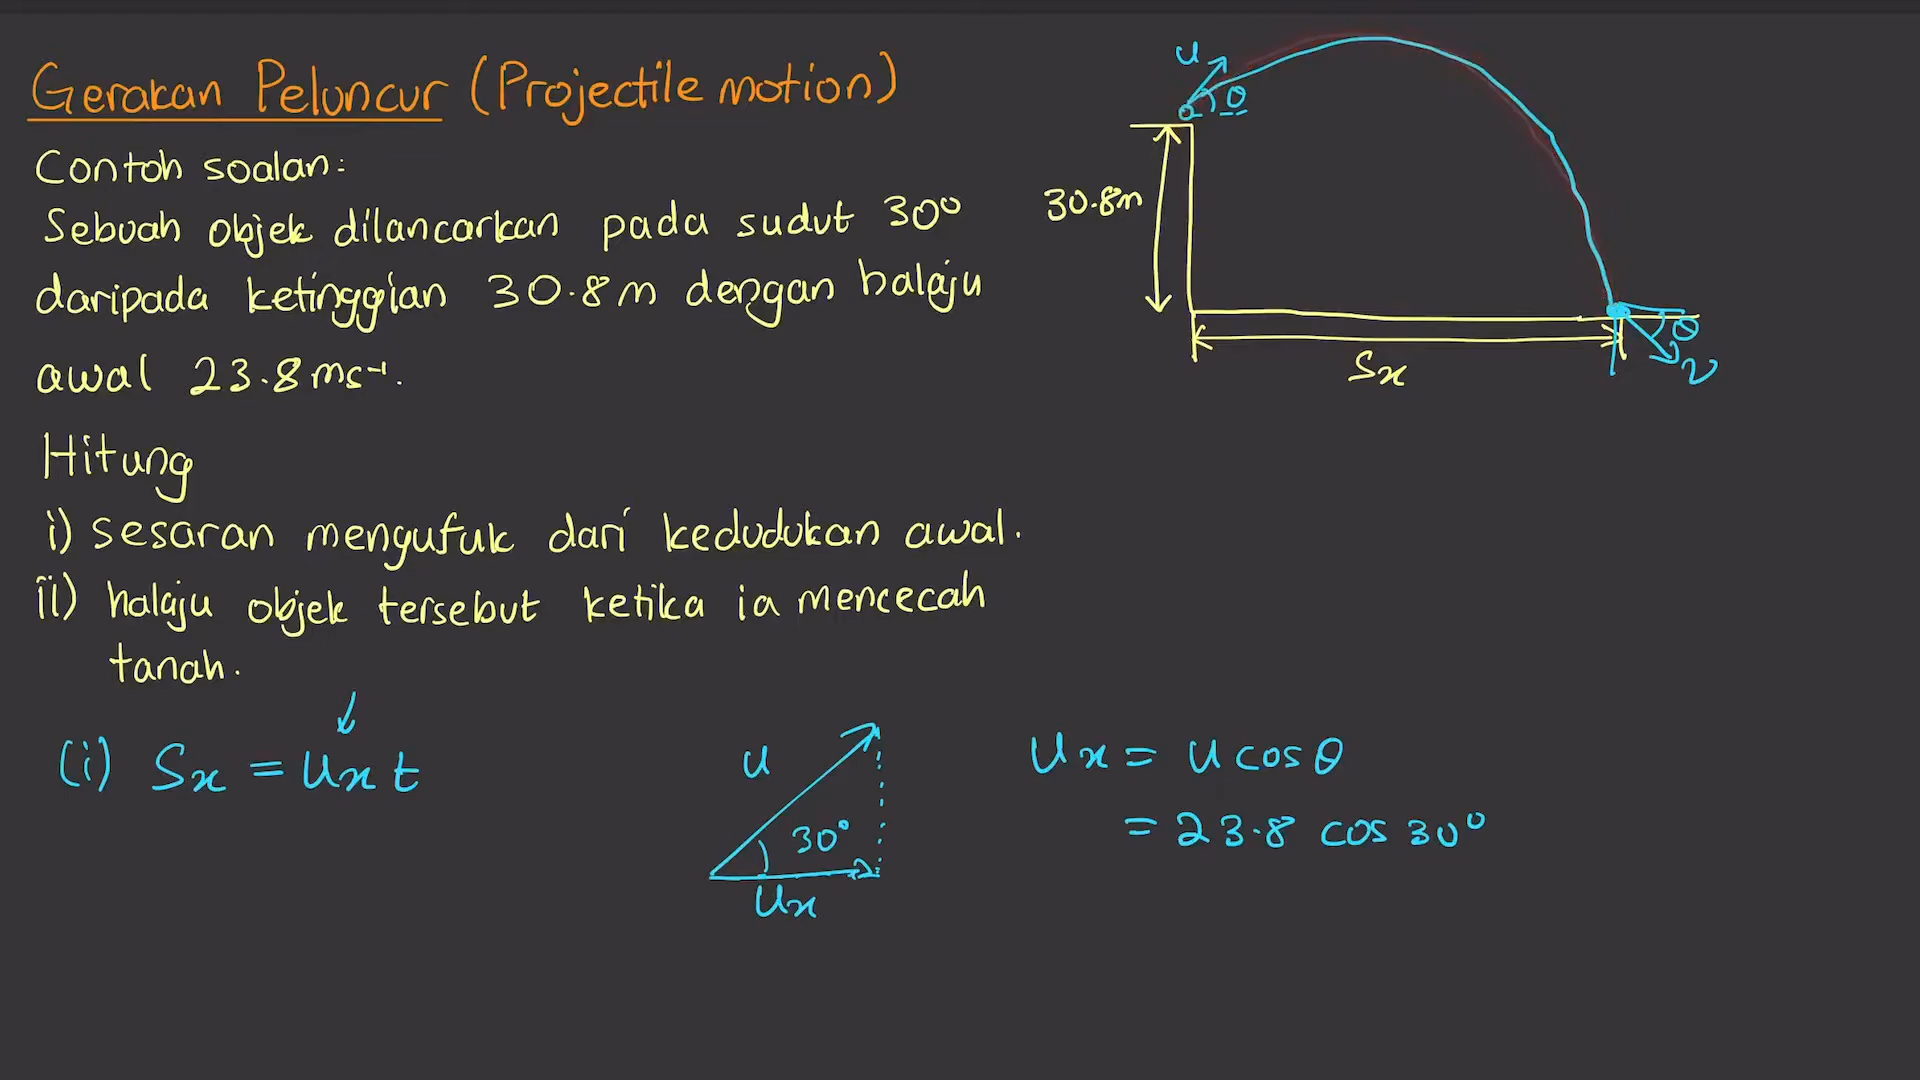 Gerakan Peluncur (Projectile motion)
Contoh soalan:
Sebuah objek dilancarkan pada sudut 30°
daripada ketinggian 30.8m dengan halaju
awal 23.8 ms⁻¹.
Hitung
i) sesaran mengufuk dari kedudukan awal.
ii) halaju objek tersebut ketika ia mencecah
tanah.
u
θ
30.8m
Sx
θ
v
(i) Sx = Ux t
u
30°
Ux
Ux = u cos θ
= 23.8 cos 30°